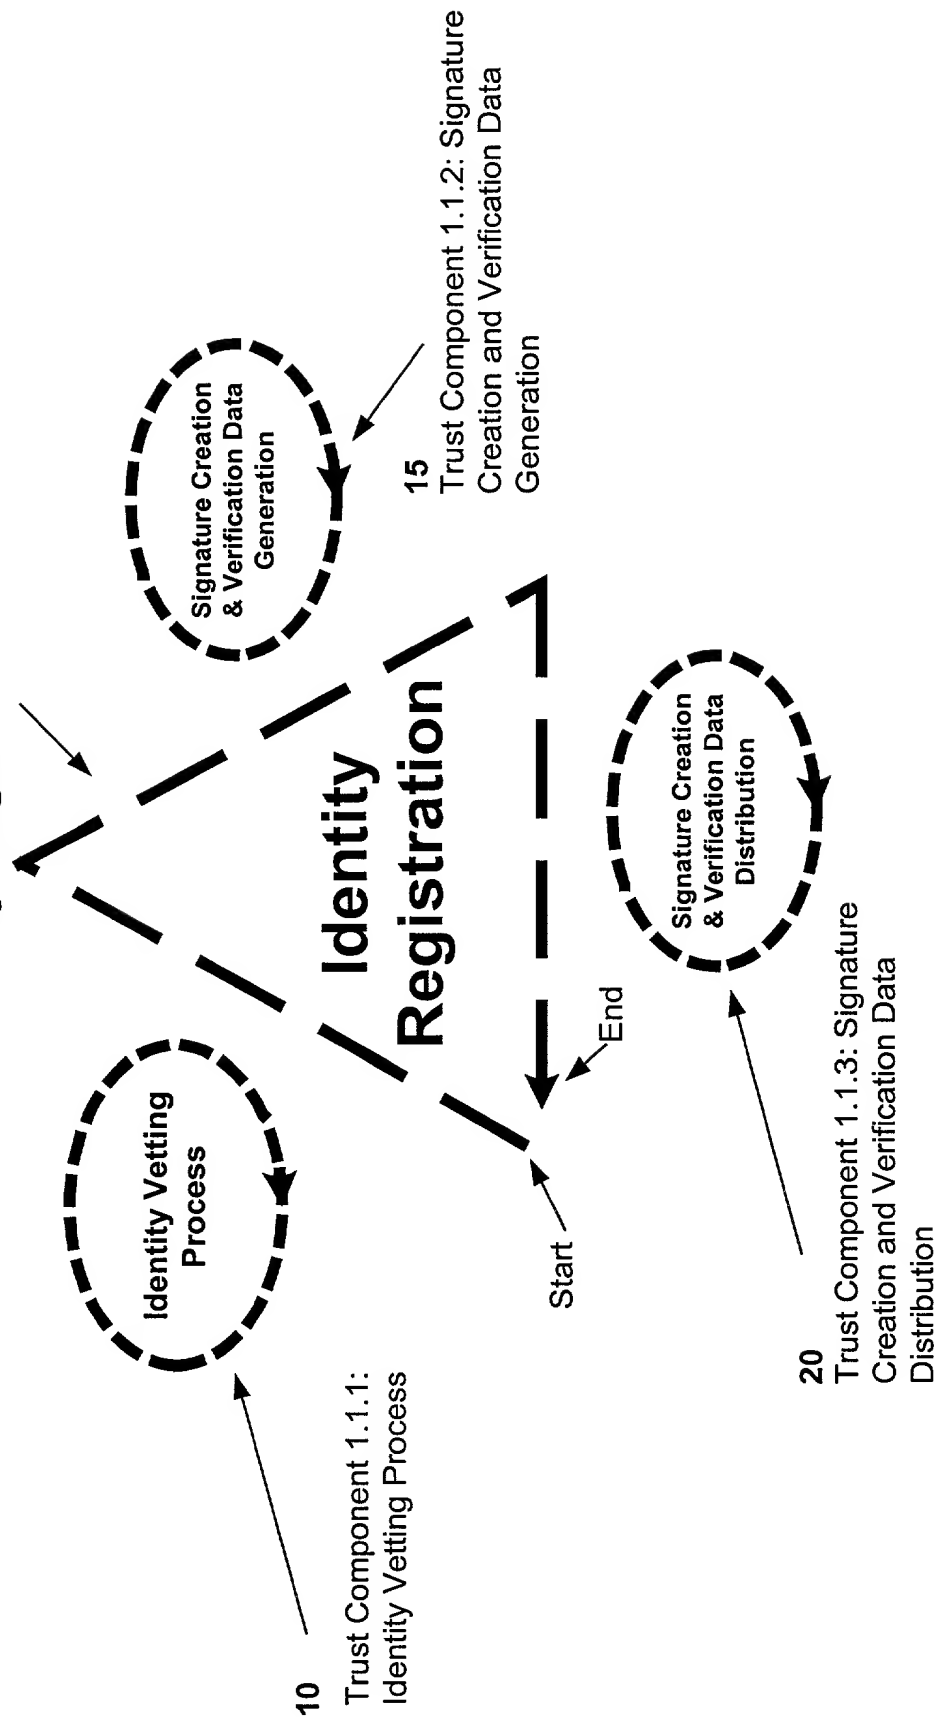 Identity Vetting
Process
Signature Creation
& Verification Data
Generation
Identity
Registration
10
Trust Component 1.1.1:
Identity Vetting Process
15
Trust Component 1.1.2: Signature
Creation and Verification Data
Generation
Start
End
Signature Creation
& Verification Data
Distribution
20
Trust Component 1.1.3: Signature
Creation and Verification Data
Distribution